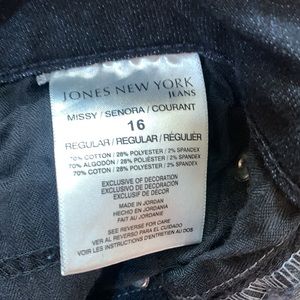 JONES NEW YORK
JEANS
MISSY / SENORA / COURANT
16
REGULAR / REGULAR / RÉGULIER
70% COTTON / 28% POLYESTER / 2% SPANDEX
70% ALGODÓN / 28% POLIÉSTER / 2% SPANDEX
70% COTON / 28% POLYESTER / 2% SPANDEX
EXCLUSIVE OF DECORATION
EXCLUSIVO DE DECORACIÓN
EXCLUSIF DE DÉCOR
MADE IN JORDAN
HECHO EN JORDANIA
FAIT AU JORDANIE
SEE REVERSE FOR CARE
VER AL REVERSO PARA EL CUIDADO
VOIR LES INSTRUCTIONS D'ENTRETIEN AU DOS